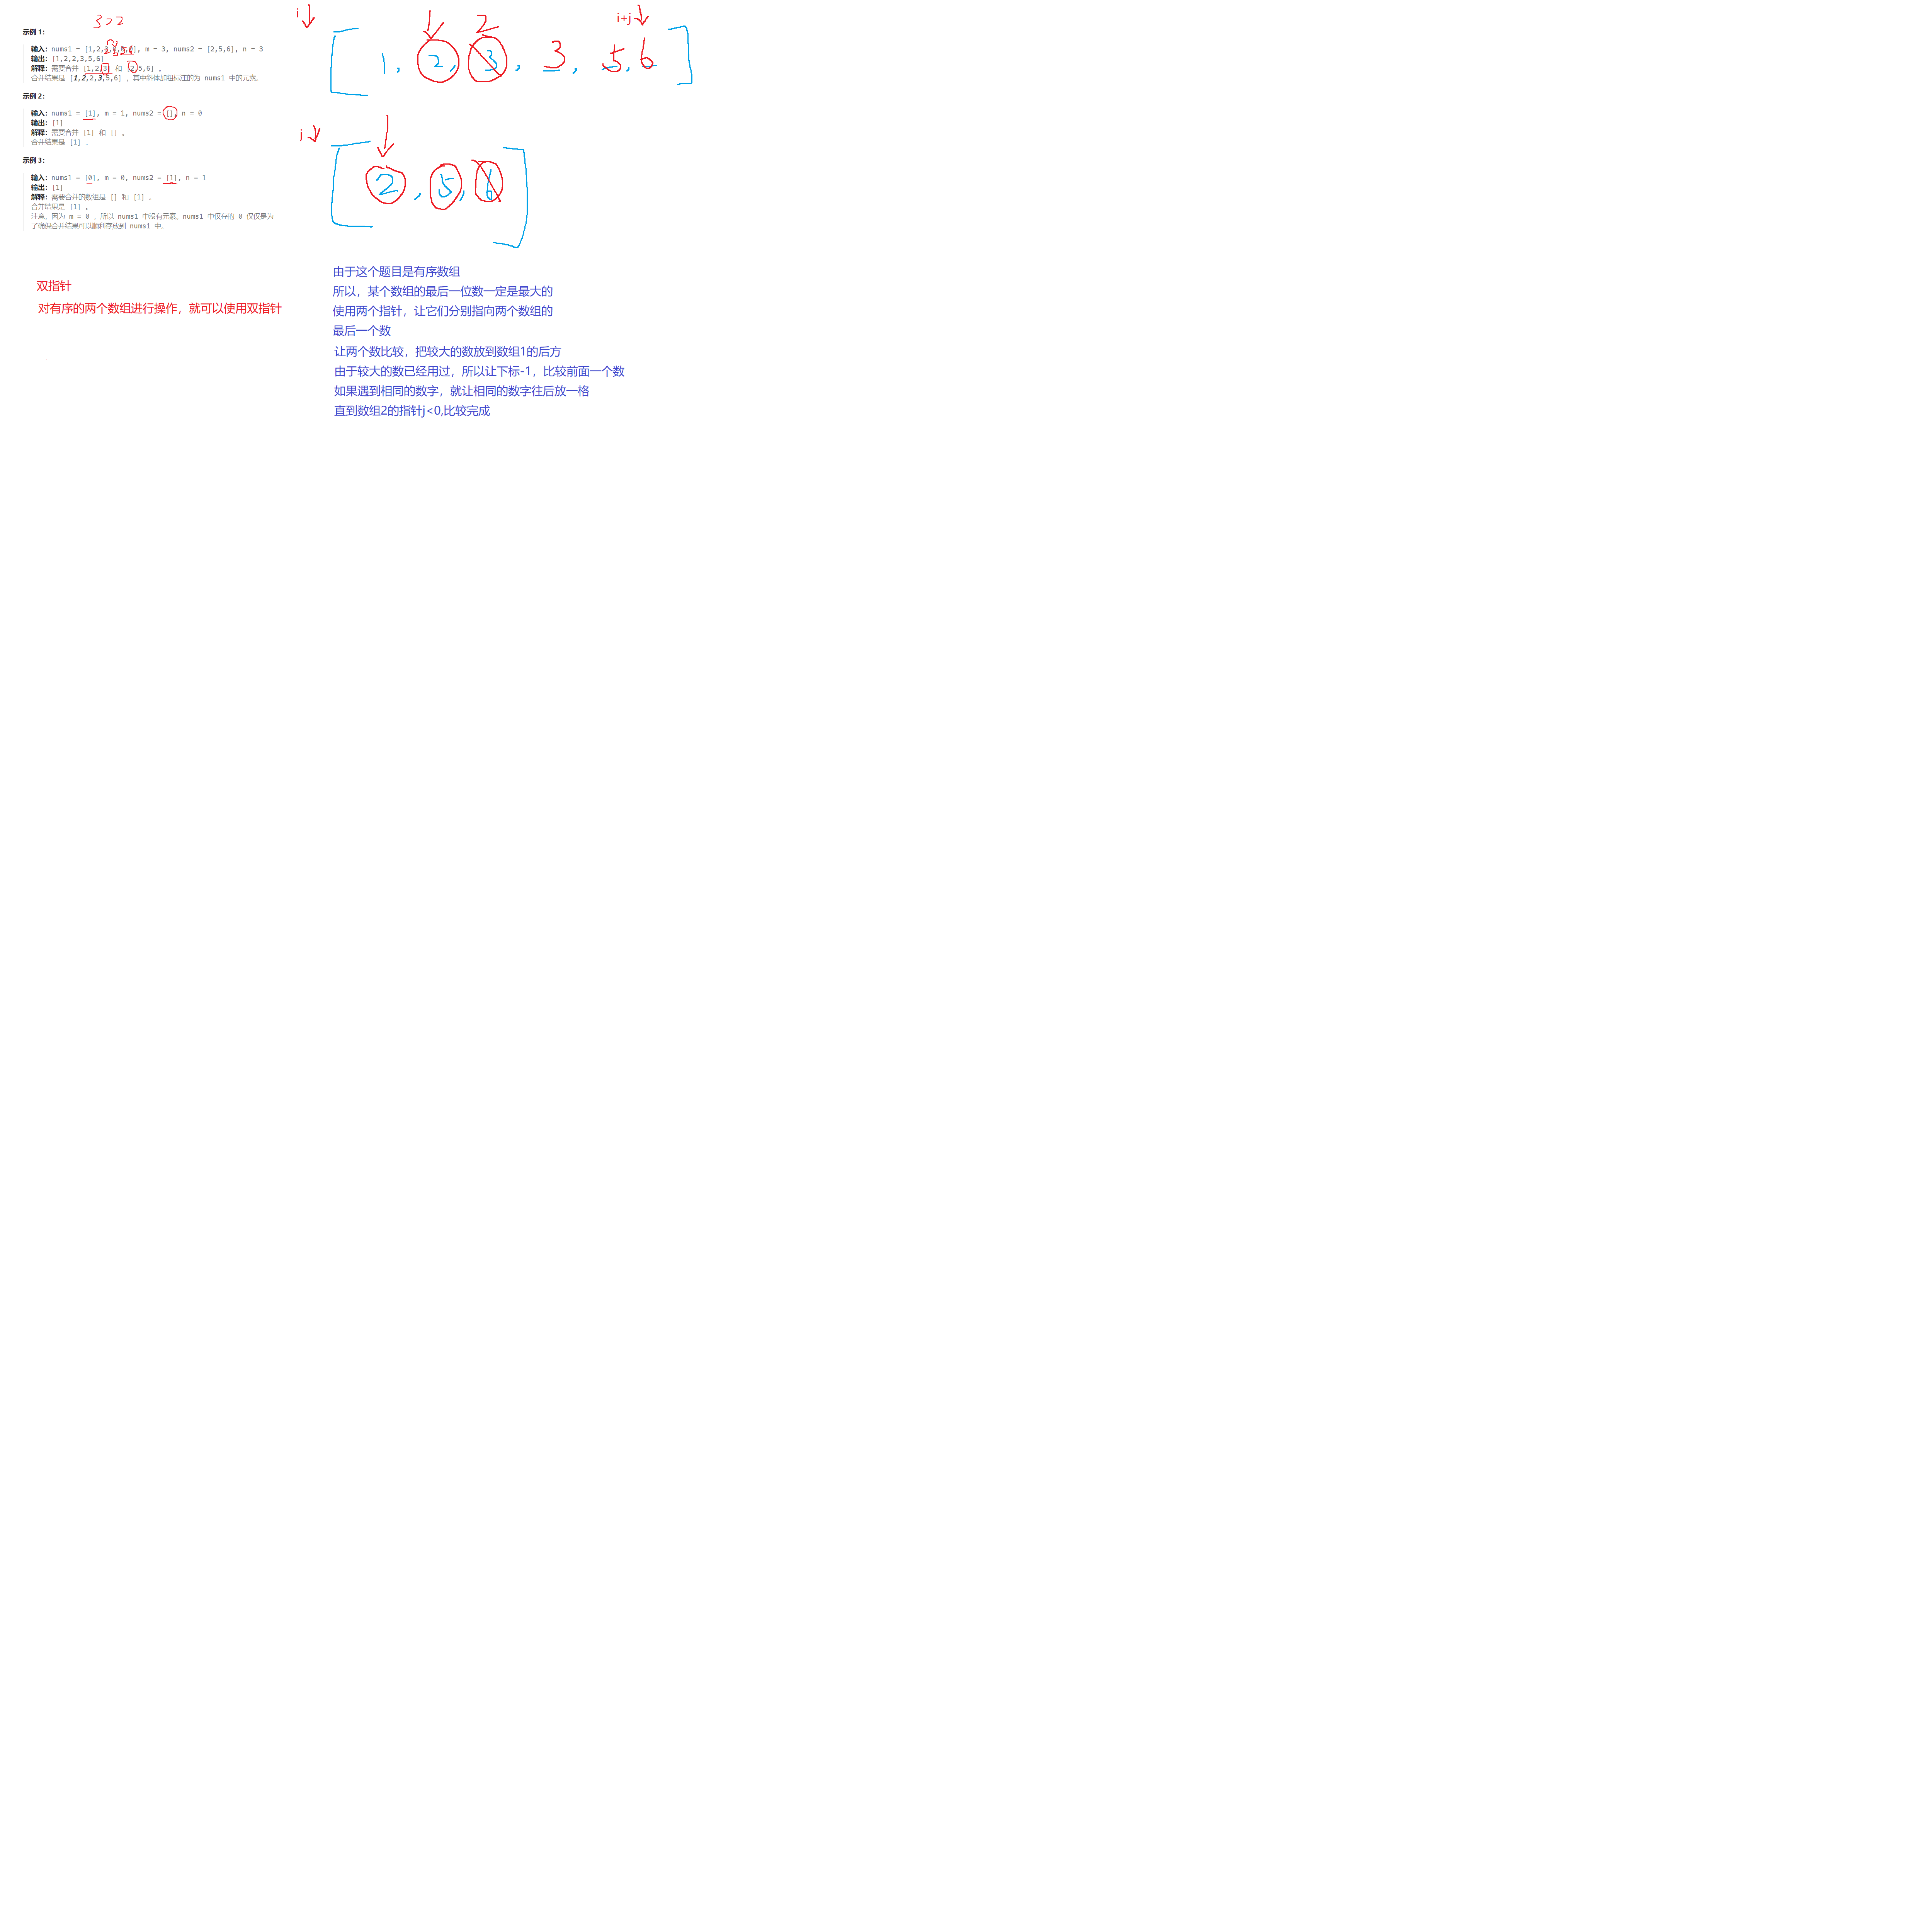 3>2
示例 1：
输入：nums1 = [1,2,3, ], m = 3, nums2 = [2,5,6], n = 3
输出：[1,2,2,3,5,6]
解释：需要合并 [1,2,3] 和 [2,5,6] 。
合并结果是 [1,2,2,3,5,6] ，其中斜体加粗标注的为 nums1 中的元素。
示例 2：
输入：nums1 = [1], m = 1, nums2 = [], n = 0
输出：[1]
解释：需要合并 [1] 和 [] 。
合并结果是 [1] 。
示例 3：
输入：nums1 = [0], m = 0, nums2 = [1], n = 1
输出：[1]
解释：需要合并的数组是 [] 和 [1] 。
合并结果是 [1] 。
注意，因为 m = 0 ，所以 nums1 中没有元素。nums1 中仅存的 0 仅仅是为
了确保合并结果可以顺利存放到 nums1 中。
双指针
对有序的两个数组进行操作，就可以使用双指针
i
2
i+j
[1, 2, 3, 3, 5, 6]
j
[2, 5, 6]
由于这个题目是有序数组
所以，某个数组的最后一位数一定是最大的
使用两个指针，让它们分别指向两个数组的
最后一个数
让两个数比较，把较大的数放到数组1的后方
由于较大的数已经用过，所以让下标-1，比较前面一个数
如果遇到相同的数字，就让相同的数字往后放一格
直到数组2的指针j<0,比较完成